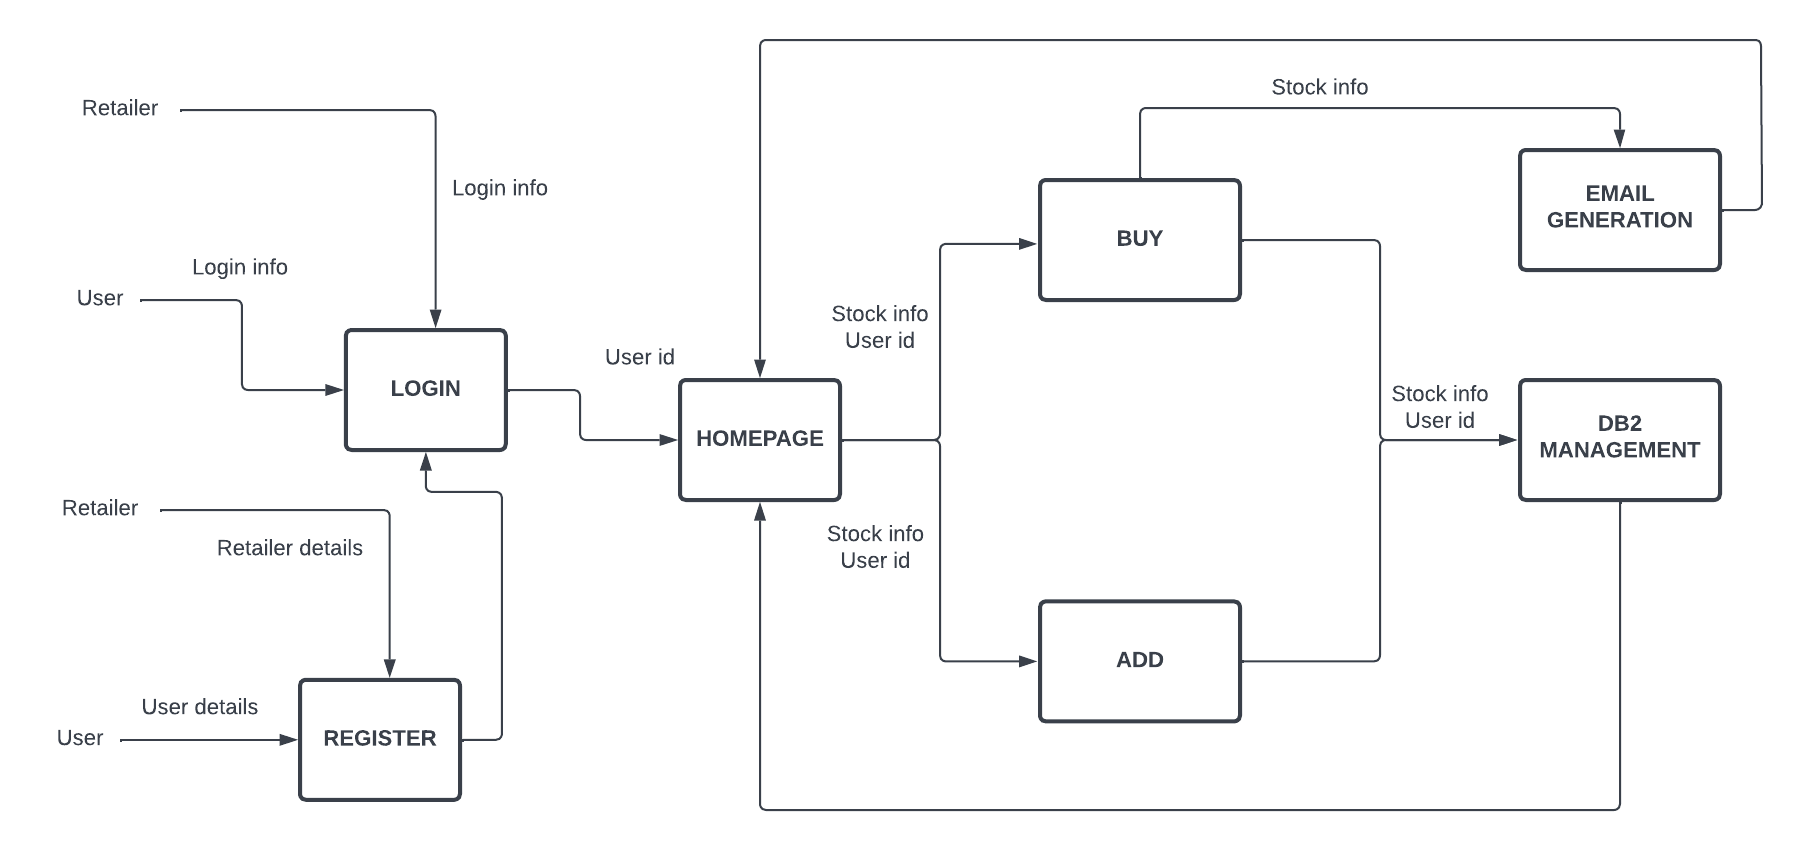 Stock info
Retailer
Login info
EMAIL
GENERATION
BUY
Login info
User
Stock info
User id
User id
LOGIN
HOMEPAGE
Stock info
User id
DB2
MANAGEMENT
Retailer
Retailer details
Stock info
User id
ADD
User details
User
REGISTER